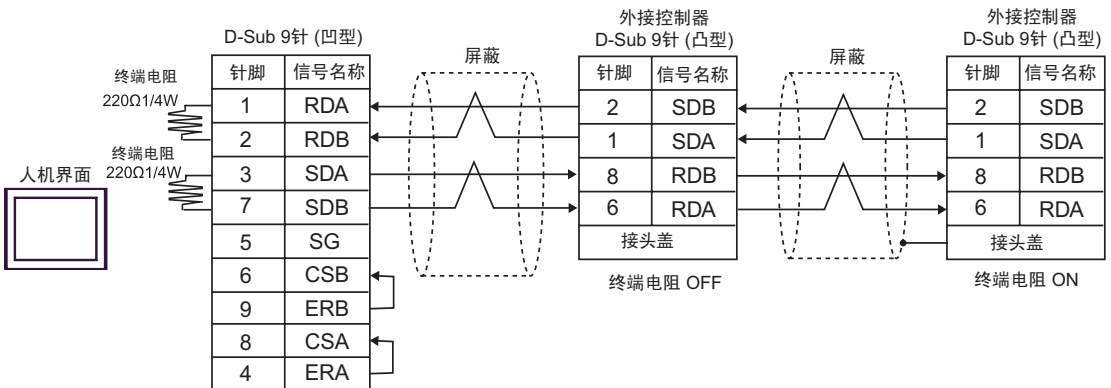 外接控制器
外接控制器
D-Sub 9针 (凹型)
D-Sub 9针 (凸型)
D-Sub 9针 (凸型)
屏蔽
屏蔽
终端电阻
220Ω1/4W
终端电阻
220Ω1/4W
人机界面
针脚 信号名称
1 RDA
2 RDB
3 SDA
7 SDB
5 SG
6 CSB
9 ERB
8 CSA
4 ERA
针脚 信号名称
2 SDB
1 SDA
8 RDB
6 RDA
接头盖
终端电阻 OFF
针脚 信号名称
2 SDB
1 SDA
8 RDB
6 RDA
接头盖
终端电阻 ON